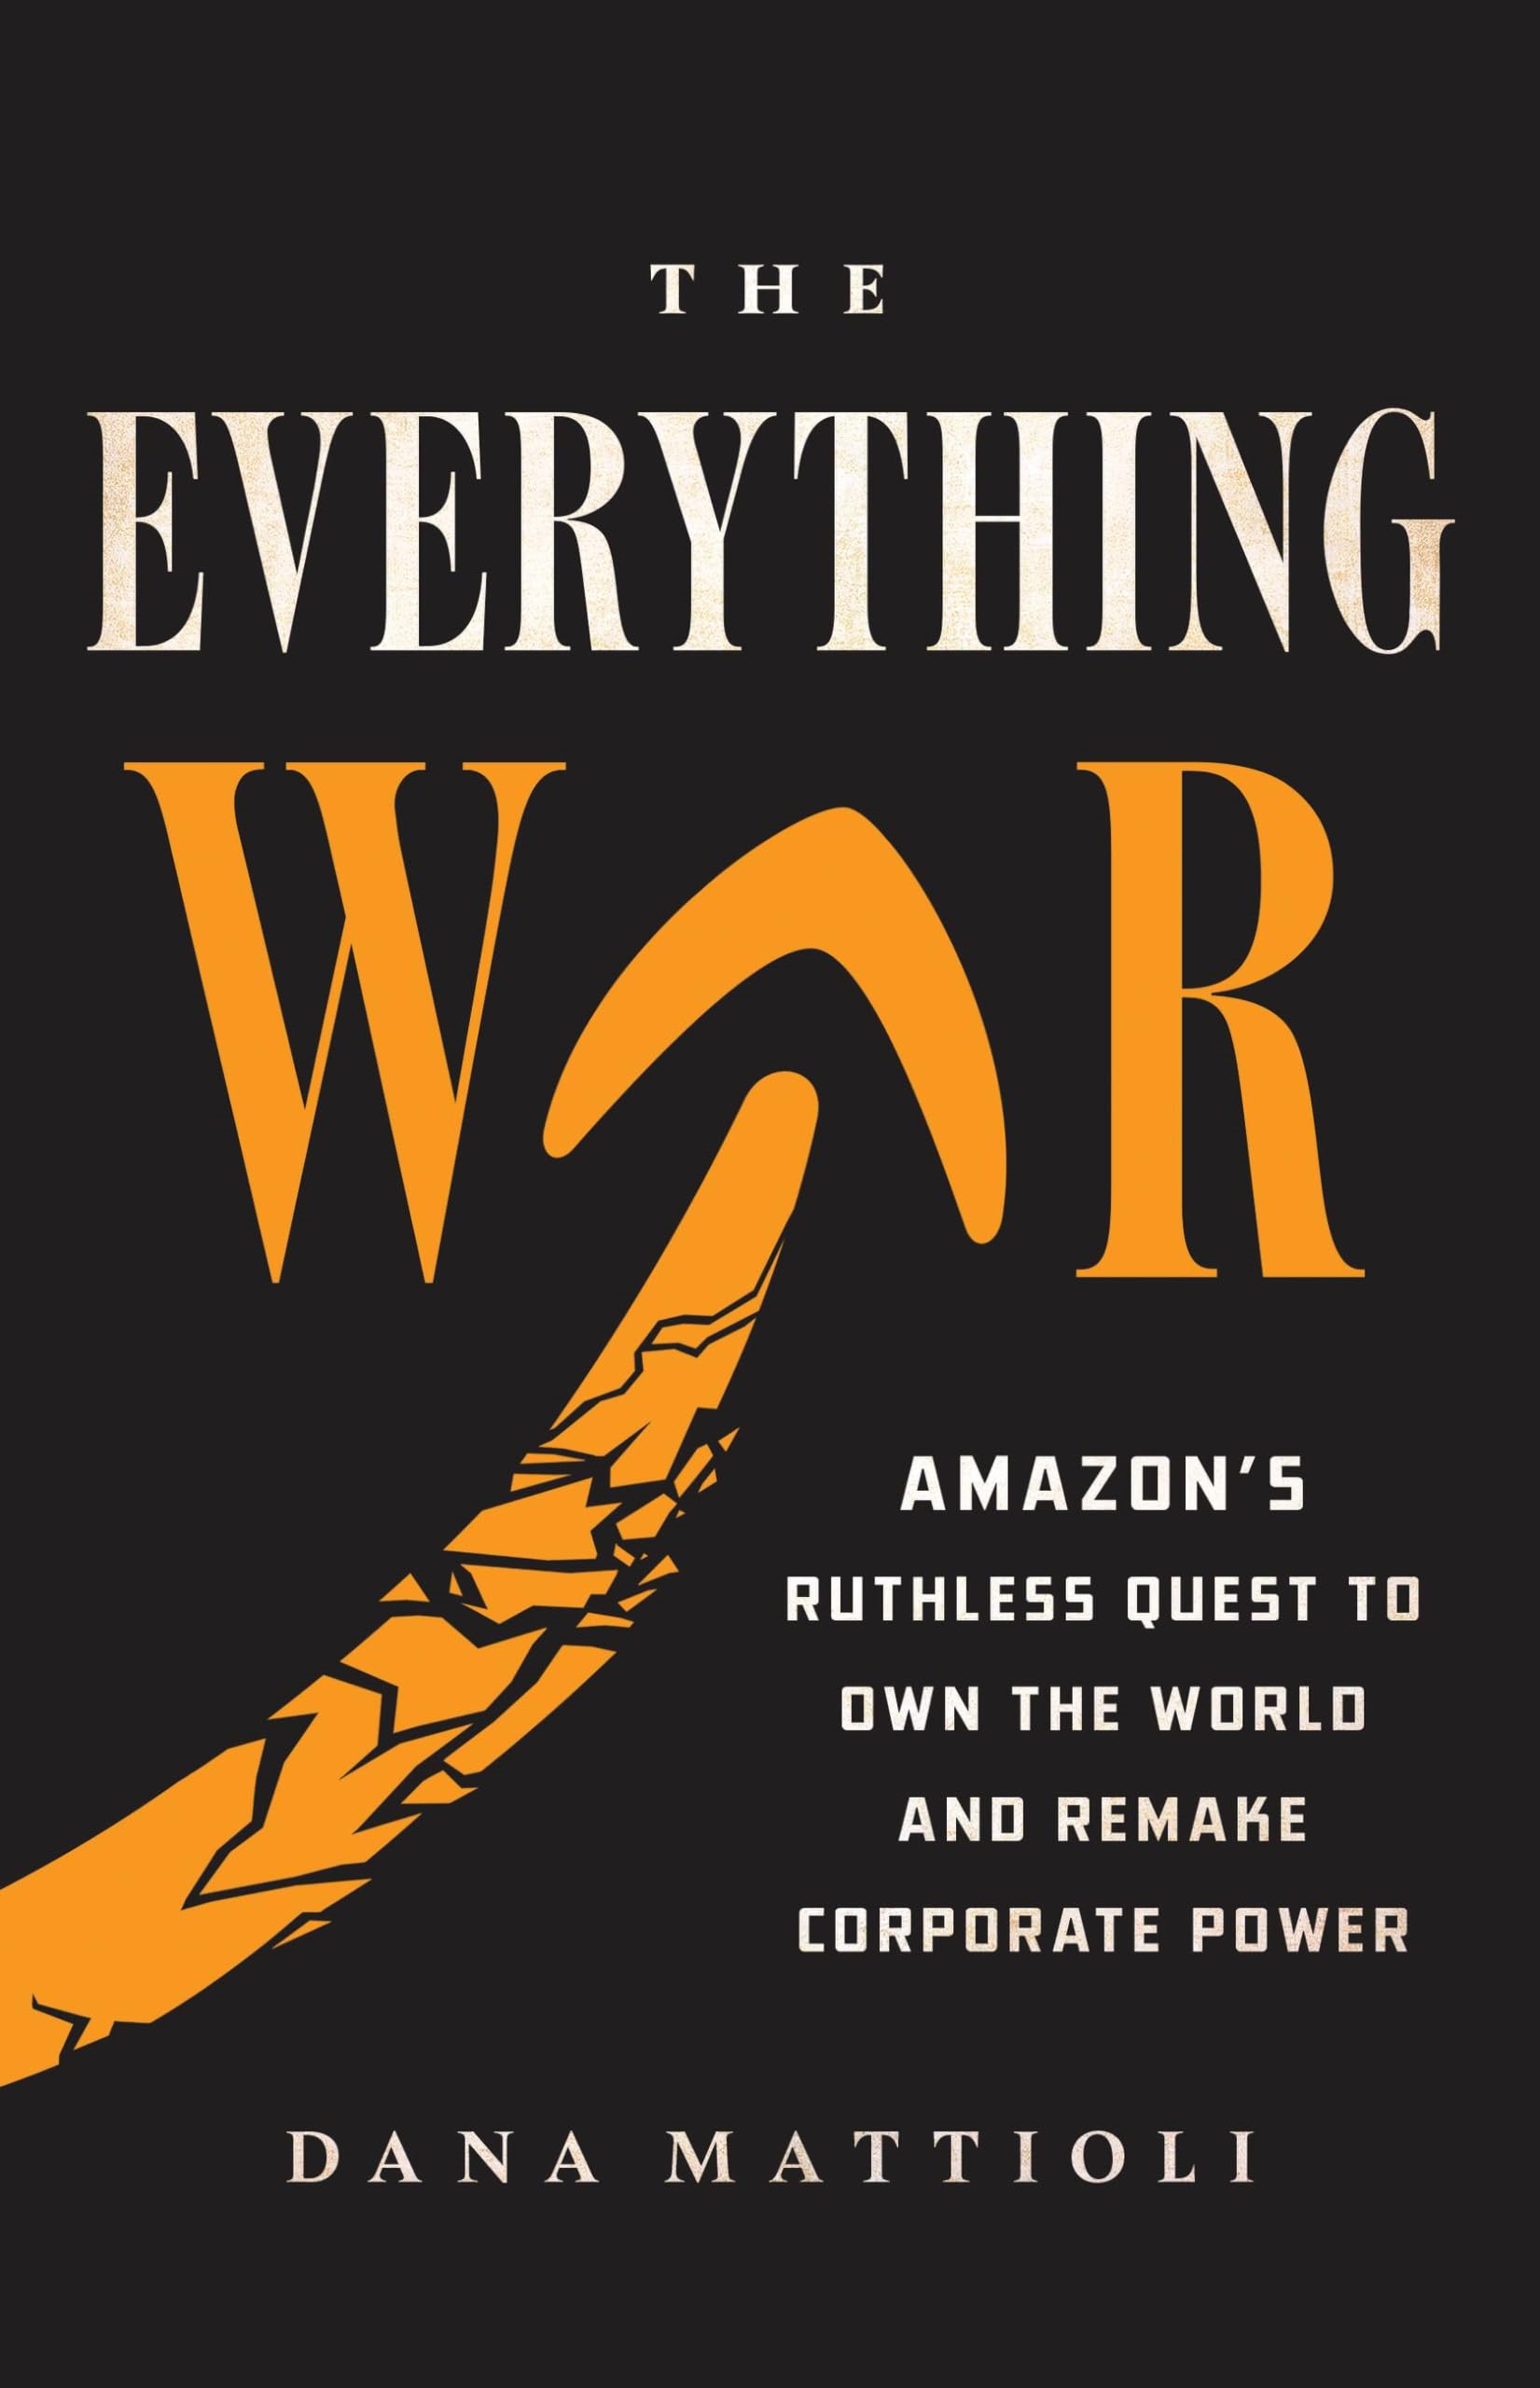 THE
EVERYTHING
WAR
AMAZON'S
RUTHLESS QUEST TO
OWN THE WORLD
AND REMAKE
CORPORATE POWER
DANA MATTIOLI